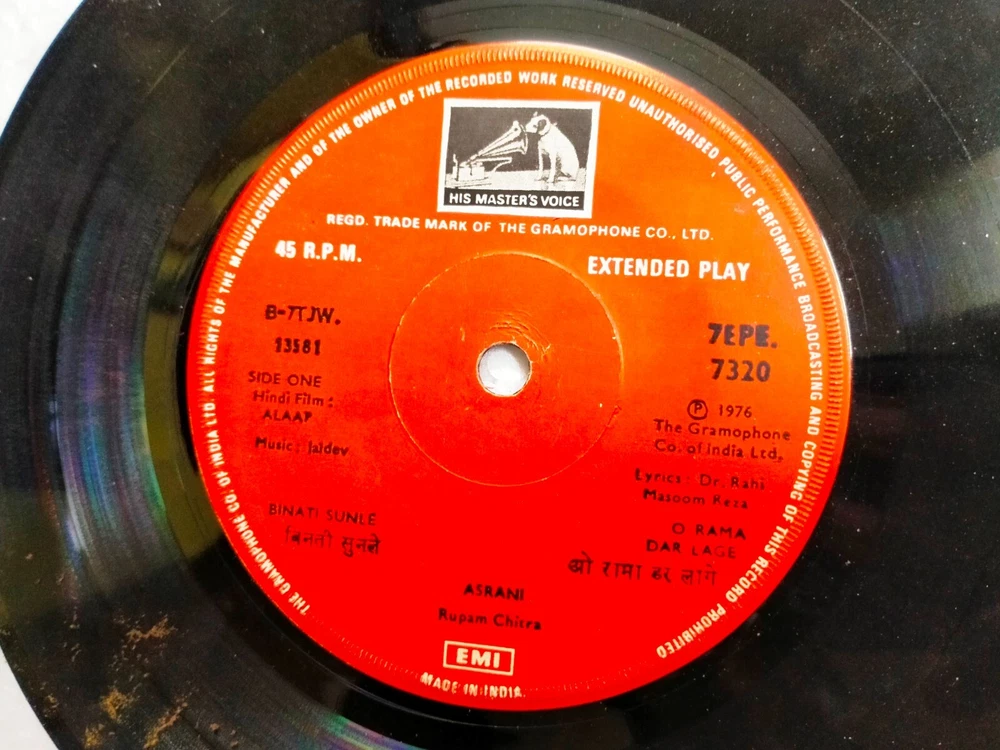 THE GRAMOPHONE CO. OF INDIA LTD. ALL RIGHTS OF THE MANUFACTURER AND OF THE OWNER OF THE RECORDED WORK RESERVED UNAUTHORISED PUBLIC PERFORMANCE BROADCASTING AND COPYING OF THIS RECORD PROHIBITED
HIS MASTER'S VOICE
REGD. TRADE MARK OF THE GRAMOPHONE CO., LTD.
45 R.P.M.
EXTENDED PLAY
7EPE.
7320
13581
SIDE ONE
Hindi Film:
ALAAP
Music: Jaidev
℗ 1976
The Gramophone
Co. of India Ltd.
Lyrics: Dr. Rahi
Masoom Reza
BINATI SUNLE
बिनती सुनले
O RAMA
DAR LAGE
ओ रामा डर लागे
ASRANI
Rupam Chitra
EMI
MADE IN INDIA.